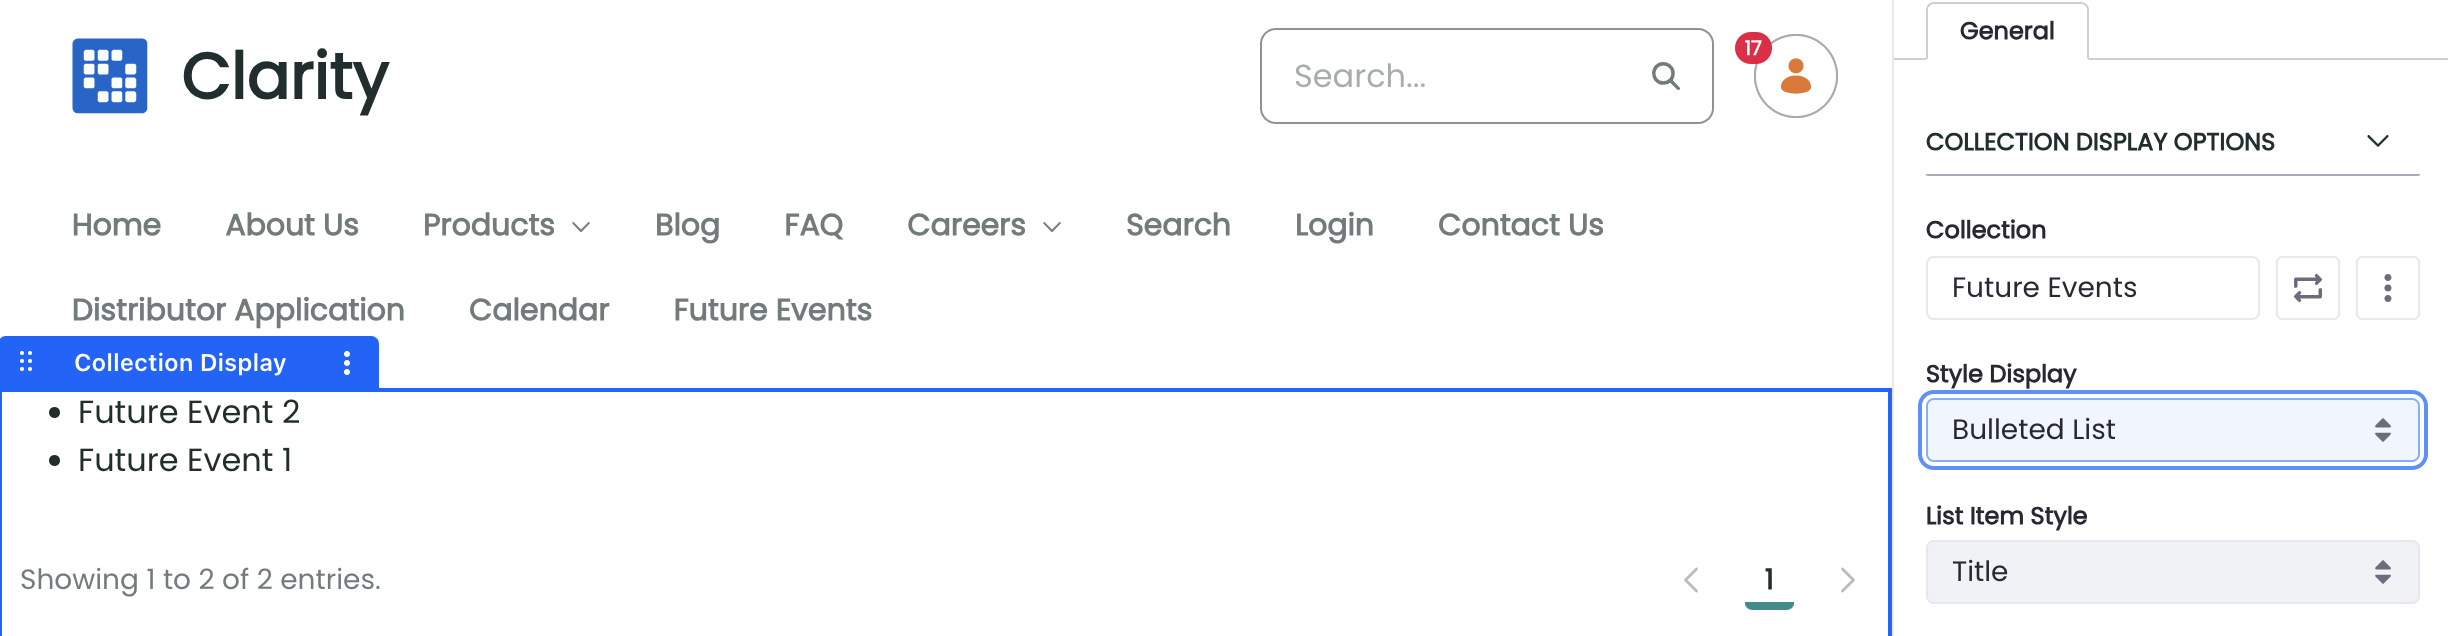 Clarity
Search...
17
Home About Us Products Blog FAQ Careers Search Login Contact Us
Distributor Application Calendar Future Events
Collection Display
• Future Event 2
• Future Event 1
Showing 1 to 2 of 2 entries.
1
General
COLLECTION DISPLAY OPTIONS
Collection
Future Events
Style Display
Bulleted List
List Item Style
Title